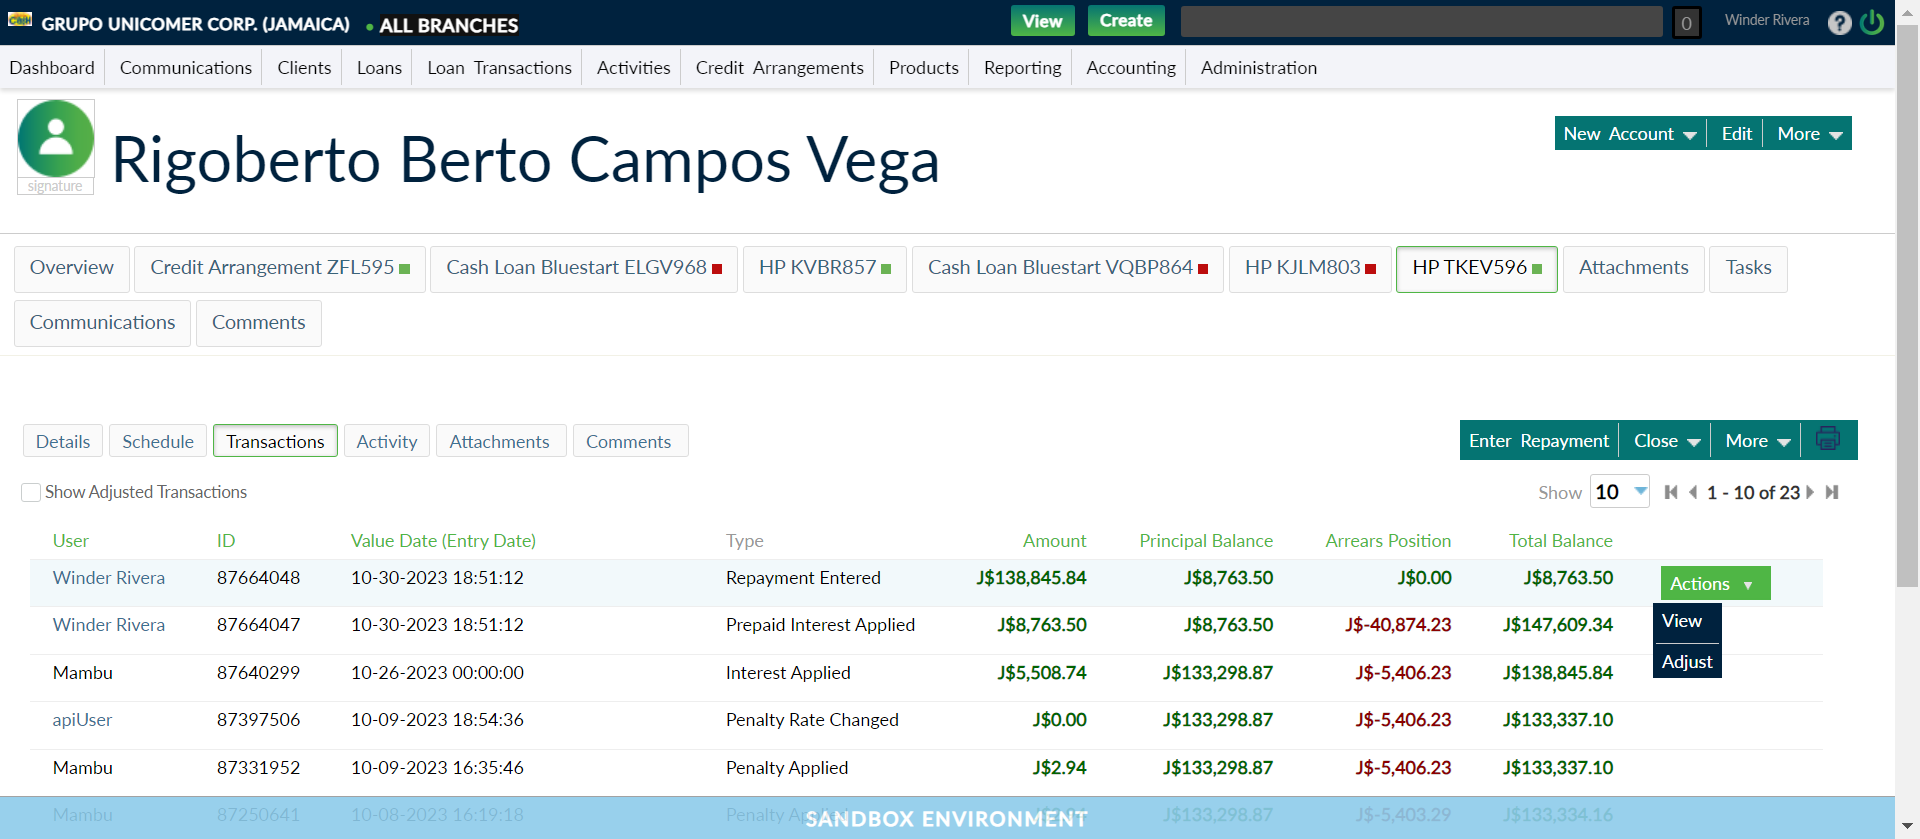 Cash GRUPO UNICOMER CORP. (JAMAICA) • ALL BRANCHES View Create 0 Winder Rivera ?
Dashboard Communications Clients Loans Loan Transactions Activities Credit Arrangements Products Reporting Accounting Administration
signature
Rigoberto Berto Campos Vega
New Account Edit More
Overview Credit Arrangement ZFL595 Cash Loan Bluestart ELGV968 HP KVBR857 Cash Loan Bluestart VQBP864 HP KJLM803 HP TKEV596 Attachments Tasks
Communications Comments
Details Schedule Transactions Activity Attachments Comments Enter Repayment Close More
Show Adjusted Transactions Show 10 1 - 10 of 23
User ID Value Date (Entry Date) Type Amount Principal Balance Arrears Position Total Balance
Winder Rivera 87664048 10-30-2023 18:51:12 Repayment Entered J$138,845.84 J$8,763.50 J$0.00 J$8,763.50 Actions
Winder Rivera 87664047 10-30-2023 18:51:12 Prepaid Interest Applied J$8,763.50 J$8,763.50 J$-40,874.23 J$147,609.34 View
Adjust
Mambu 87640299 10-26-2023 00:00:00 Interest Applied J$5,508.74 J$133,298.87 J$-5,406.23 J$138,845.84
apiUser 87397506 10-09-2023 18:54:36 Penalty Rate Changed J$0.00 J$133,298.87 J$-5,406.23 J$133,337.10
Mambu 87331952 10-09-2023 16:35:46 Penalty Applied J$2.94 J$133,298.87 J$-5,406.23 J$133,337.10
Mambu 87250641 10-08-2023 16:19:18 Penalty J$133,298.87 J$-5,403.29 J$133,334.16
SANDBOX ENVIRONMENT